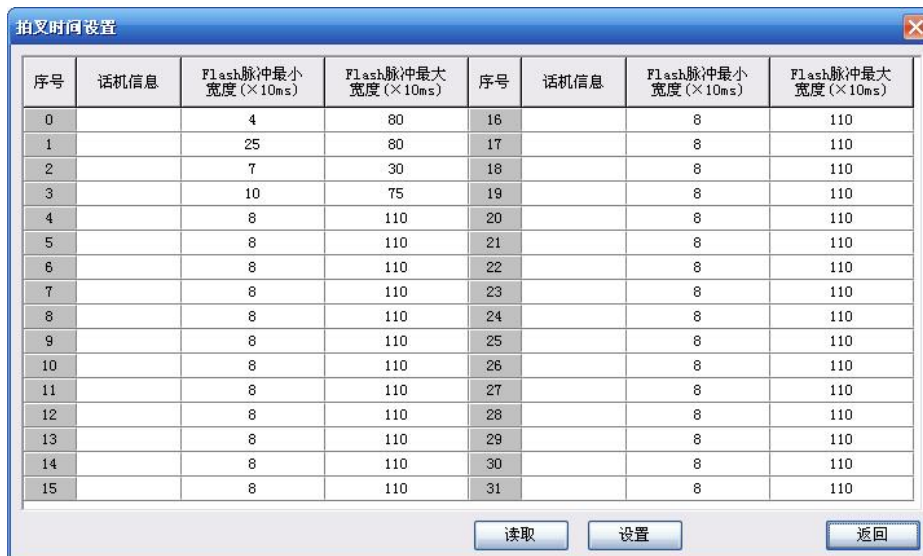 拍叉时间设置
序号 话机信息 Flash脉冲最小宽度(×10ms) Flash脉冲最大宽度(×10ms) 序号 话机信息 Flash脉冲最小宽度(×10ms) Flash脉冲最大宽度(×10ms)
0 4 80 16 8 110
1 25 80 17 8 110
2 7 30 18 8 110
3 10 75 19 8 110
4 8 110 20 8 110
5 8 110 21 8 110
6 8 110 22 8 110
7 8 110 23 8 110
8 8 110 24 8 110
9 8 110 25 8 110
10 8 110 26 8 110
11 8 110 27 8 110
12 8 110 28 8 110
13 8 110 29 8 110
14 8 110 30 8 110
15 8 110 31 8 110
读取 设置 返回